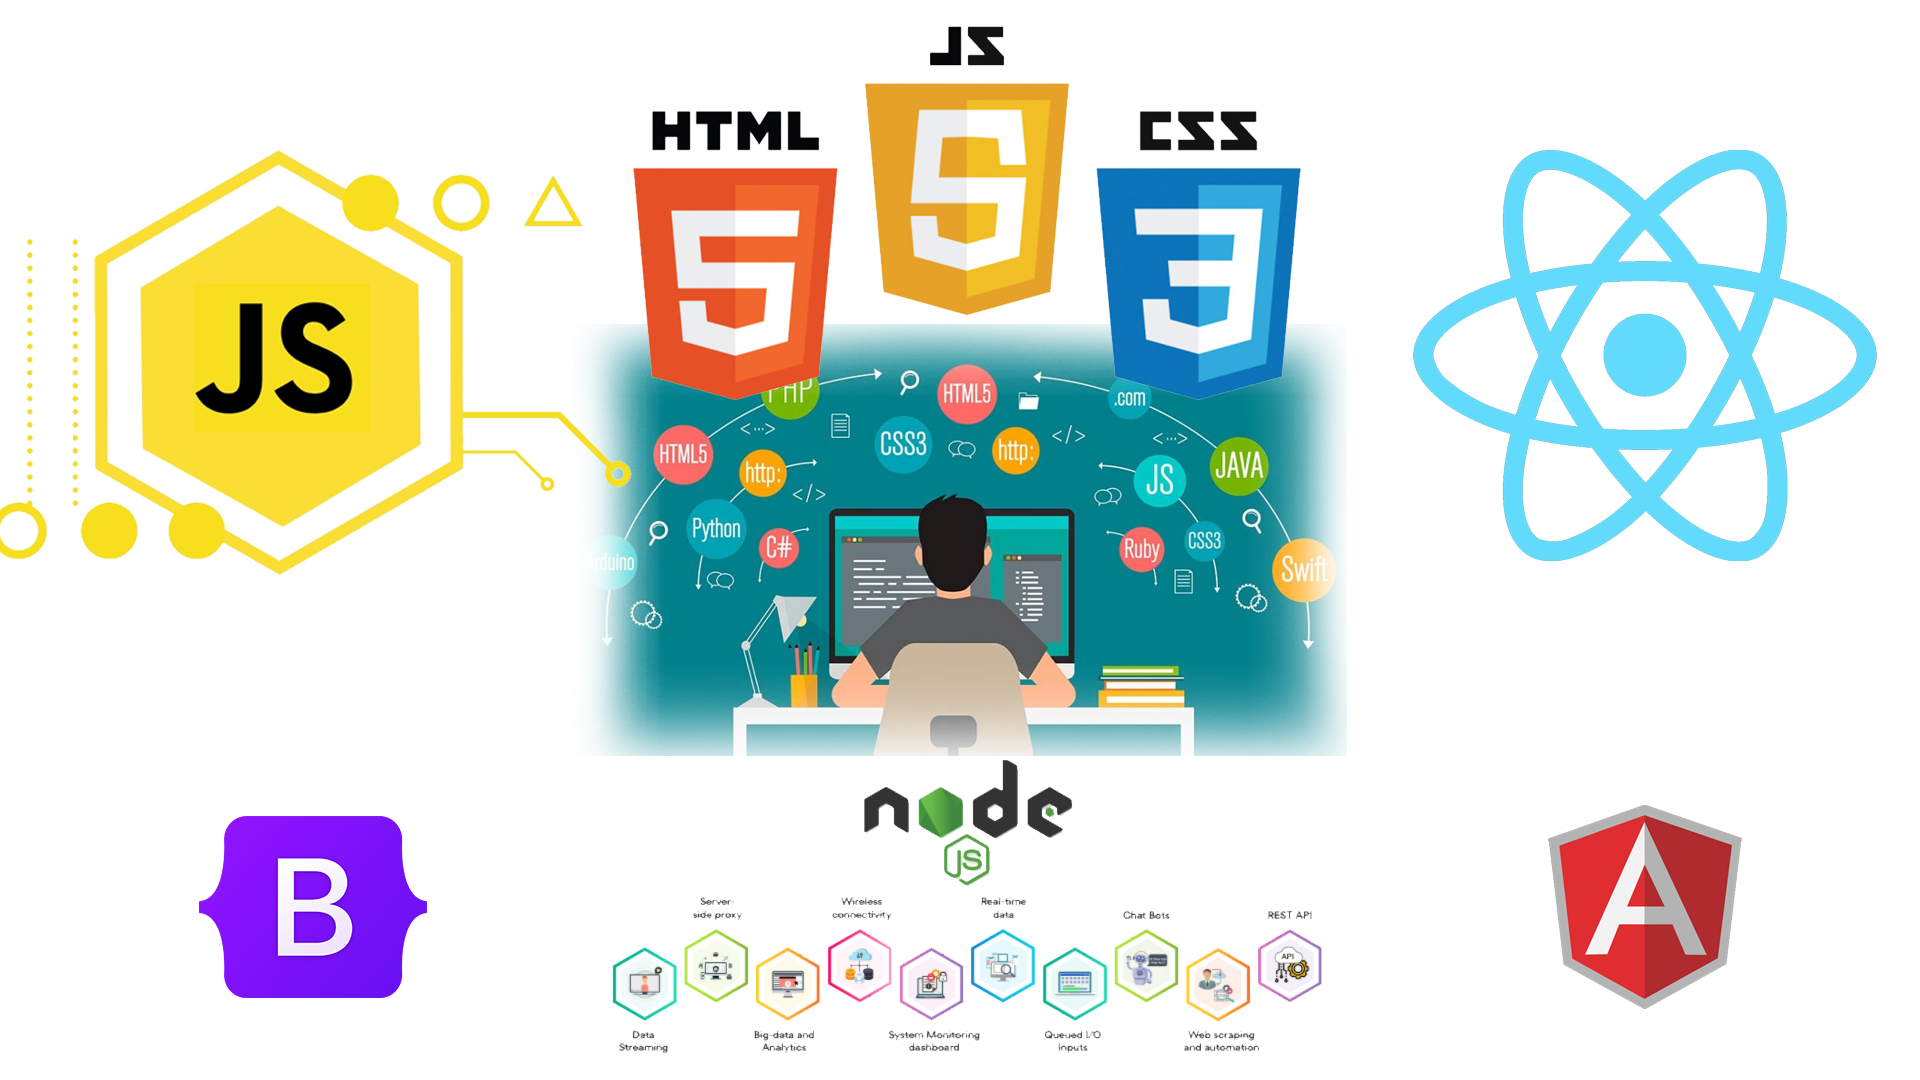 JS
HTML
CSS
JS
PHP
HTML5
.com
HTML5
CSS3
http:
http:
JS
JAVA
Python
C#
Ruby
CSS3
Arduino
Swift
node
JS
B
A
Server-
side proxy
Wireless
connectivity
Real-time
data
Chat Bots
REST API
API
Data
Streaming
Big-data and
Analytics
System Monitoring
dashboard
Queued I/O
inputs
Web scraping
and automation